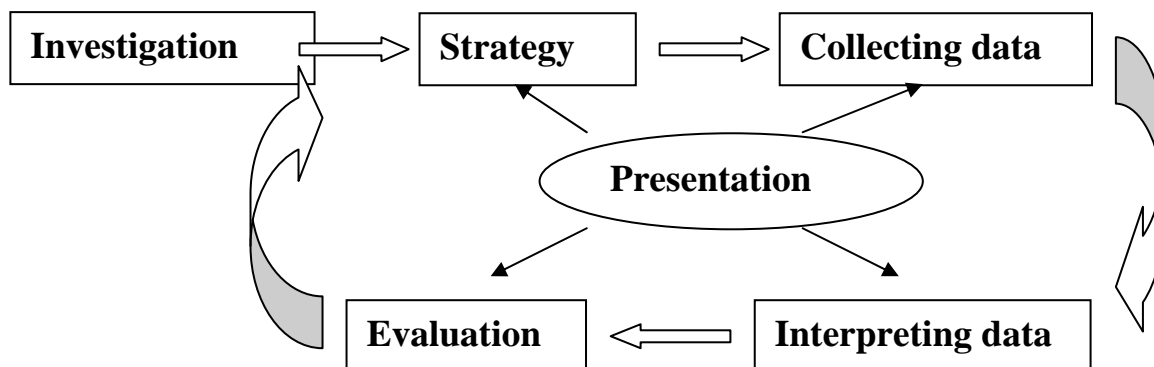 Investigation
Strategy
Collecting data
Presentation
Evaluation
Interpreting data